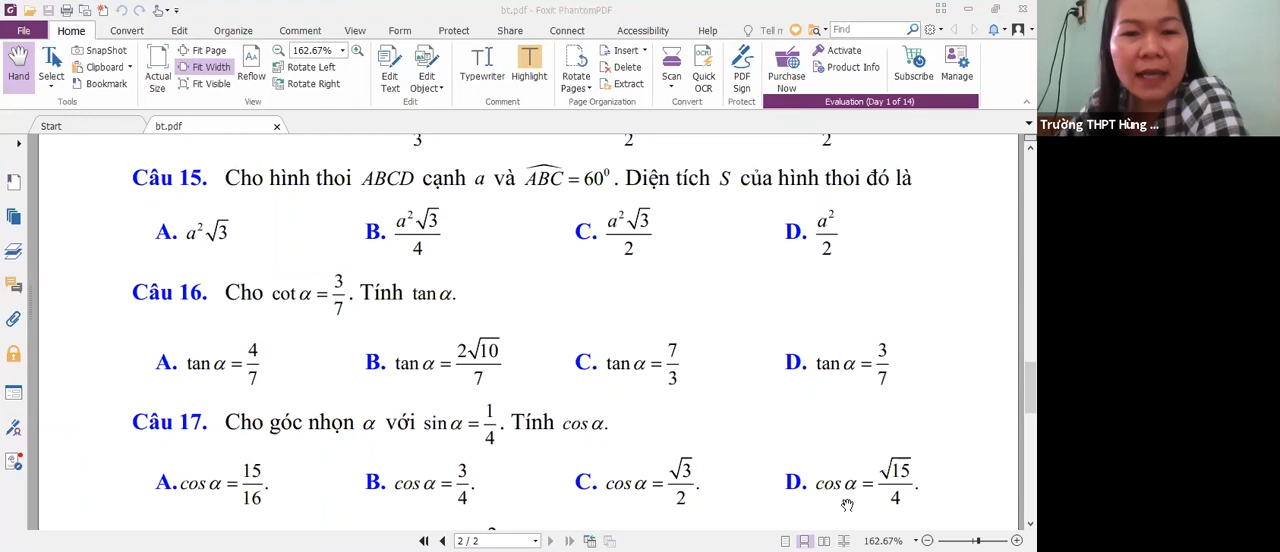 bt.pdf - Foxit PhantomPDF
File Home Convert Edit Organize Comment View Form Protect Share Connect Accessibility Help Tell m Find
Hand Select SnapShot Clipboard Bookmark Actual Size Fit Page Fit Width Fit Visible Reflow 162.67% Rotate Left Rotate Right Edit Text Edit Object Typewriter Highlight Rotate Pages Insert Delete Extract Scan Quick OCR PDF Sign Purchase Now Activate Product Info Subscribe Manage
Tools View Edit Comment Page Organization Convert Protect Evaluation (Day 1 of 14)
Trường THPT Hùng ...
Start bt.pdf
3 2 2
Câu 15. Cho hình thoi ABCD cạnh a và \widehat{ABC} = 60⁰. Diện tích S của hình thoi đó là
A. a²√3 B. a²√3/4 C. a²√3/2 D. a²/2
Câu 16. Cho cot α = 3/7. Tính tan α.
A. tan α = 4/7 B. tan α = 2√10/7 C. tan α = 7/3 D. tan α = 3/7
Câu 17. Cho góc nhọn α với sin α = 1/4. Tính cos α.
A. cos α = 15/16. B. cos α = 3/4. C. cos α = √3/2. D. cos α = √15/4.
2 / 2 162.67%